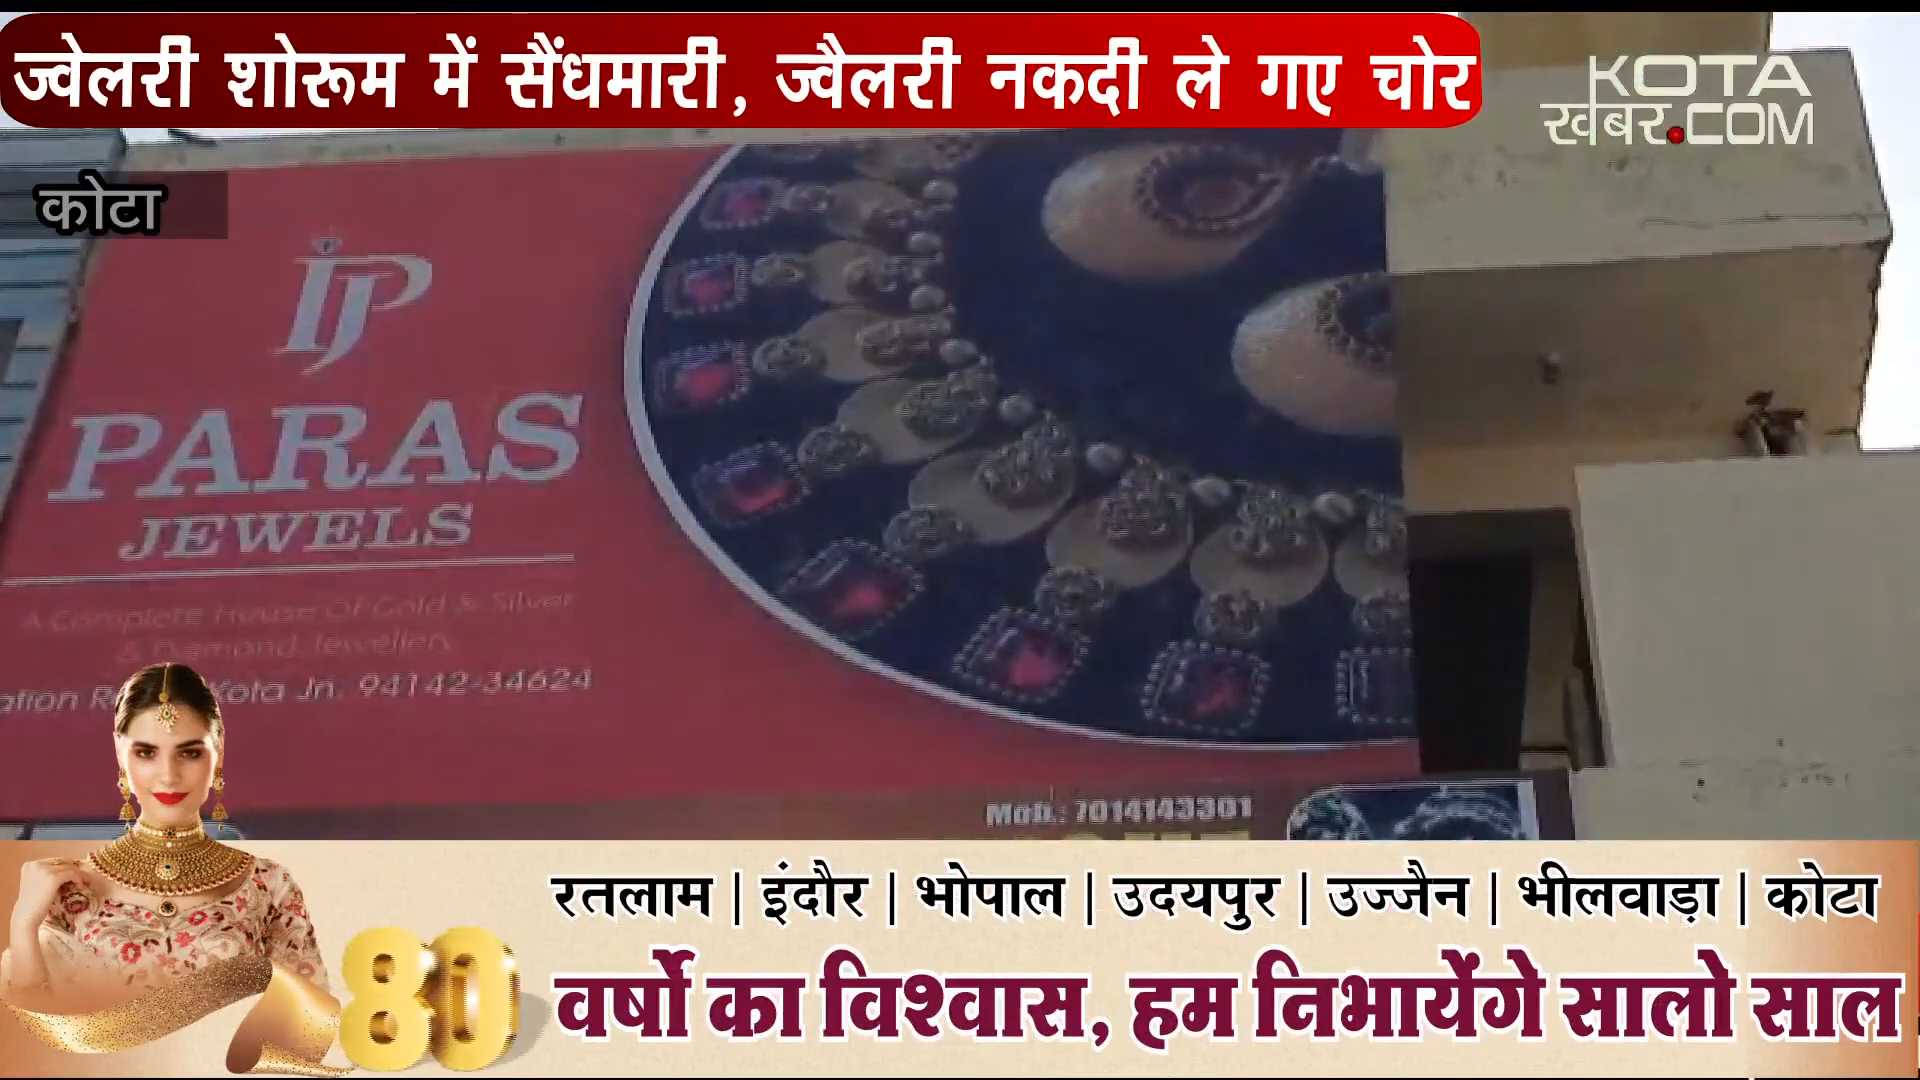 ज्वेलरी शोरूम में सैंधमारी, ज्वैलरी नकदी ले गए चोर
KOTA
खबर.COM
कोटा
JP
PARAS
JEWELS
A Complete House Of Gold & Silver
& Diamond Jewellery
Kota Jn. 94142-34624
Mob.: 7014143301
रतलाम | इंदौर | भोपाल | उदयपुर | उज्जैन | भीलवाड़ा | कोटा
80
वर्षो का विश्वास, हम निभायेंगे सालो साल